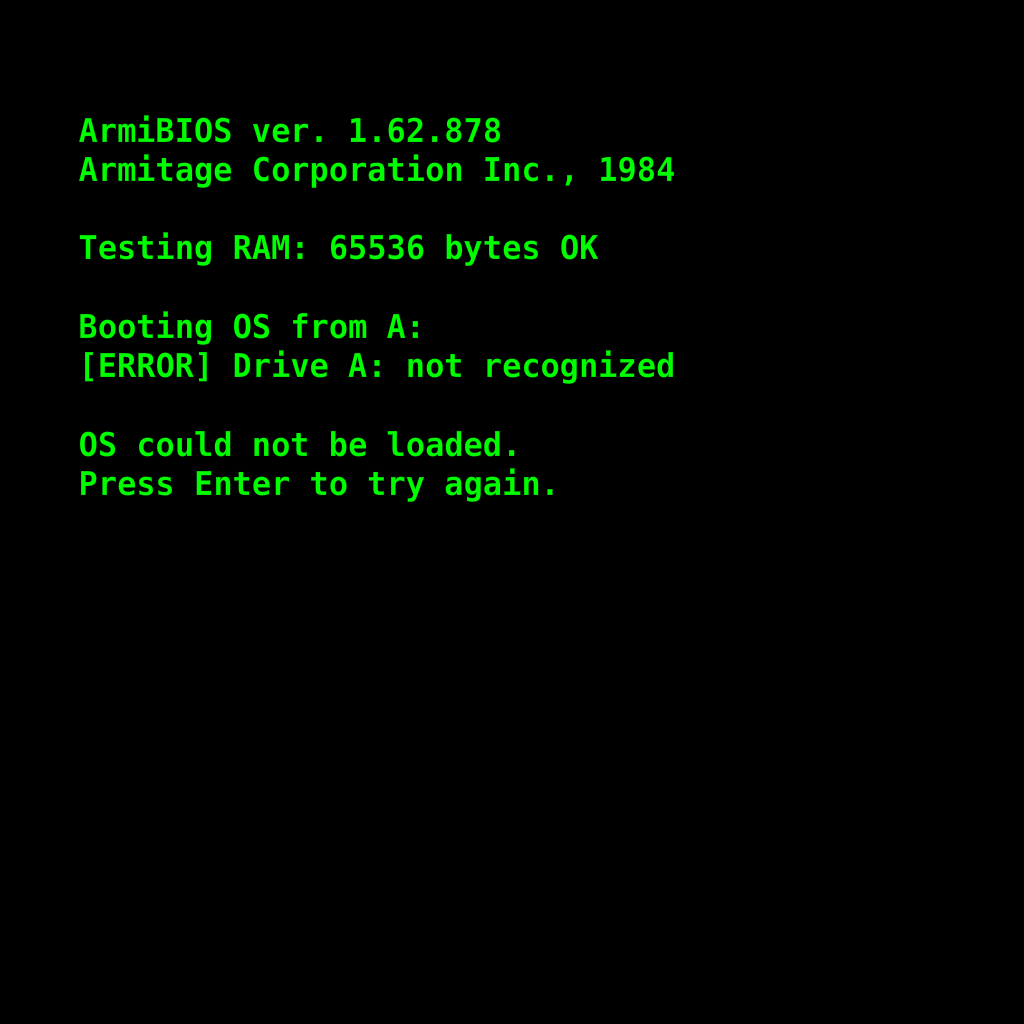 ArmiBIOS ver. 1.62.878
Armitage Corporation Inc., 1984
Testing RAM: 65536 bytes OK
Booting OS from A:
[ERROR] Drive A: not recognized
OS could not be loaded.
Press Enter to try again.